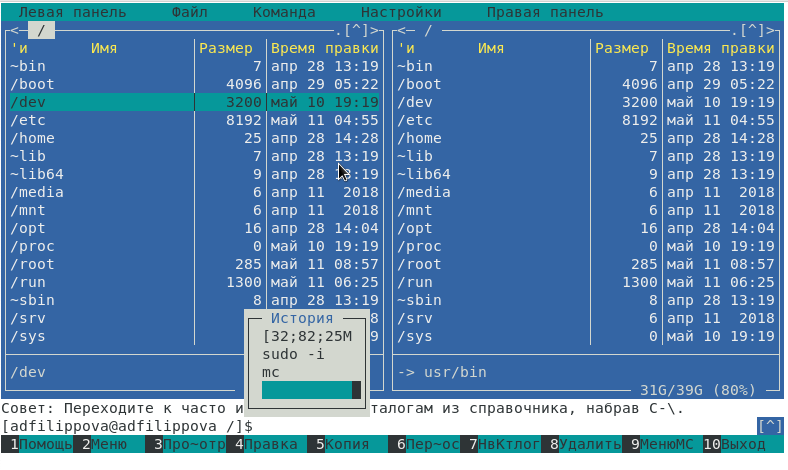 Левая панель Файл Команда Настройки Правая панель
<─ / .[^]> <─ / .[^]>
'и Имя Размер Время правки 'и Имя Размер Время правки
~bin 7 апр 28 13:19 ~bin 7 апр 28 13:19
/boot 4096 апр 29 05:22 /boot 4096 апр 29 05:22
/dev 3200 май 10 19:19 /dev 3200 май 10 19:19
/etc 8192 май 11 04:55 /etc 8192 май 11 04:55
/home 25 апр 28 14:28 /home 25 апр 28 14:28
~lib 7 апр 28 13:19 ~lib 7 апр 28 13:19
~lib64 9 апр 28 13:19 ~lib64 9 апр 28 13:19
/media 6 апр 11 2018 /media 6 апр 11 2018
/mnt 6 апр 11 2018 /mnt 6 апр 11 2018
/opt 16 апр 28 14:04 /opt 16 апр 28 14:04
/proc 0 май 10 19:19 /proc 0 май 10 19:19
/root 285 май 11 08:57 /root 285 май 11 08:57
/run 1300 май 11 06:25 /run 1300 май 11 06:25
~sbin 8 апр 28 13:19 ~sbin 8 апр 28 13:19
/srv 8 /srv 6 апр 11 2018
/sys 9 /sys 0 май 10 19:19
История
[32;82;25M
sudo -i
mc
/dev -> usr/bin
31G/39G (80%)
Совет: Переходите к часто и талогам из справочника, набрав C-\.
[adfilippova@adfilippova /]$ [^]
1Помощь 2Меню 3Про~отр 4Правка 5Копия 6Пер~ос 7НвКтлог 8Удалить 9МенюMC 10Выход